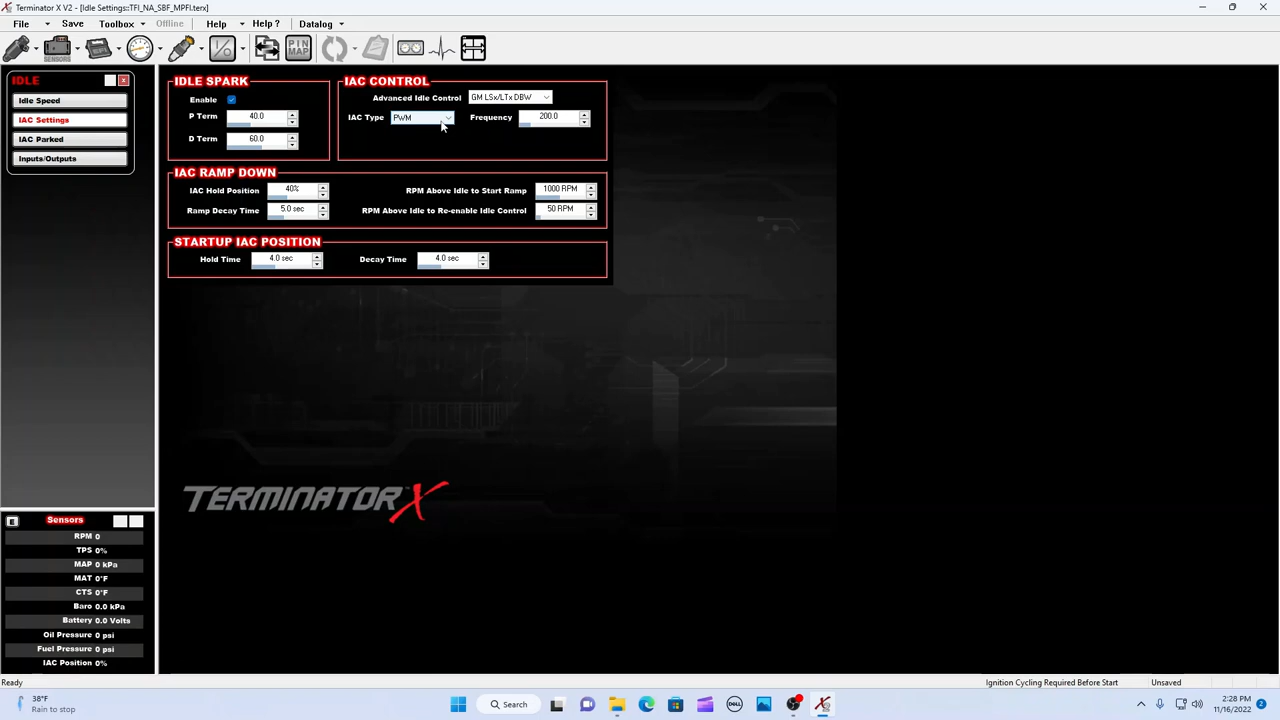 Terminator X V2 - [Idle Settings::TFI_NA_SBF_MPFI.terx]
File Save Toolbox Offline Help Help ? Datalog
SENSORS I/O PIN MAP
IDLE
Idle Speed
IAC Settings
IAC Parked
Inputs/Outputs
IDLE SPARK
Enable
P Term 40.0
D Term 60.0
IAC CONTROL
Advanced Idle Control GM LSx/LTx DBW
IAC Type PWM Frequency 200.0
IAC RAMP DOWN
IAC Hold Position 40% RPM Above Idle to Start Ramp 1000 RPM
Ramp Decay Time 5.0 sec RPM Above Idle to Re-enable Idle Control 50 RPM
STARTUP IAC POSITION
Hold Time 4.0 sec Decay Time 4.0 sec
TERMINATOR X
Sensors
RPM 0
TPS 0%
MAP 0 kPa
MAT 0°F
CTS 0°F
Baro 0.0 kPa
Battery 0.0 Volts
Oil Pressure 0 psi
Fuel Pressure 0 psi
IAC Position 0%
Ready Ignition Cycling Required Before Start Unsaved
38°F
Rain to stop
Search
DELL
2:28 PM
11/16/2022